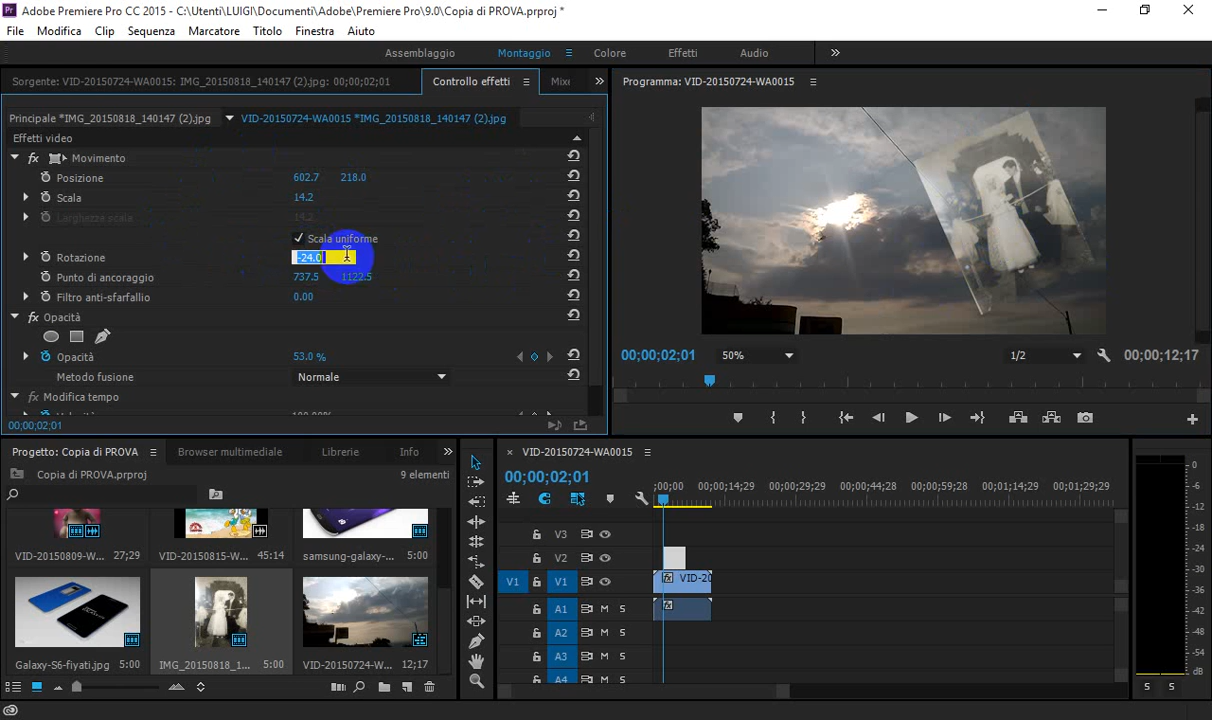 Adobe Premiere Pro CC 2015 - C:\Utenti\LUIGI\Documenti\Adobe\Premiere Pro\9.0\Copia di PROVA.prproj *
File Modifica Clip Sequenza Marcatore Titolo Finestra Aiuto
Assemblaggio Montaggio Colore Effetti Audio
Sorgente: VID-20150724-WA0015: IMG_20150818_140147 (2).jpg: 00;00;02;01 Controllo effetti Mixi
Programma: VID-20150724-WA0015
Principale *IMG_20150818_140147 (2).jpg VID-20150724-WA0015 *IMG_20150818_140147 (2).jpg
Effetti video
fx Movimento
Posizione 602.7 218.0
Scala 14.2
Larghezza scala 14.2
Scala uniforme
Rotazione -24.0
Punto di ancoraggio 737.5 1122.5
Filtro anti-sfarfallio 0.00
fx Opacità
Opacità 53.0 %
Metodo fusione Normale
fx Modifica tempo
00;00;02;01
00;00;02;01 50% 1/2 00;00;12;17
Progetto: Copia di PROVA Browser multimediale Librerie Info
Copia di PROVA.prproj 9 elementi
VID-20150809-W... 27;29 VID-20150815-W... 45:14 samsung-galaxy-... 5:00
Galaxy-S6-fiyati.jpg 5:00 IMG_20150818_1... 5:00 VID-20150724-W... 12;17
× VID-20150724-WA0015
00;00;02;01
;00;00 00;00;14;29 00;00;29;29 00;00;44;28 00;00;59;28 00;01;14;29 00;01;29;29
V3
V2
V1 V1 fx VID-20
A1 M S fx
A2 M S
A3 M S
A4 M S
0
-6
-12
-18
-24
-30
-36
-42
-48
-54
dB
S S